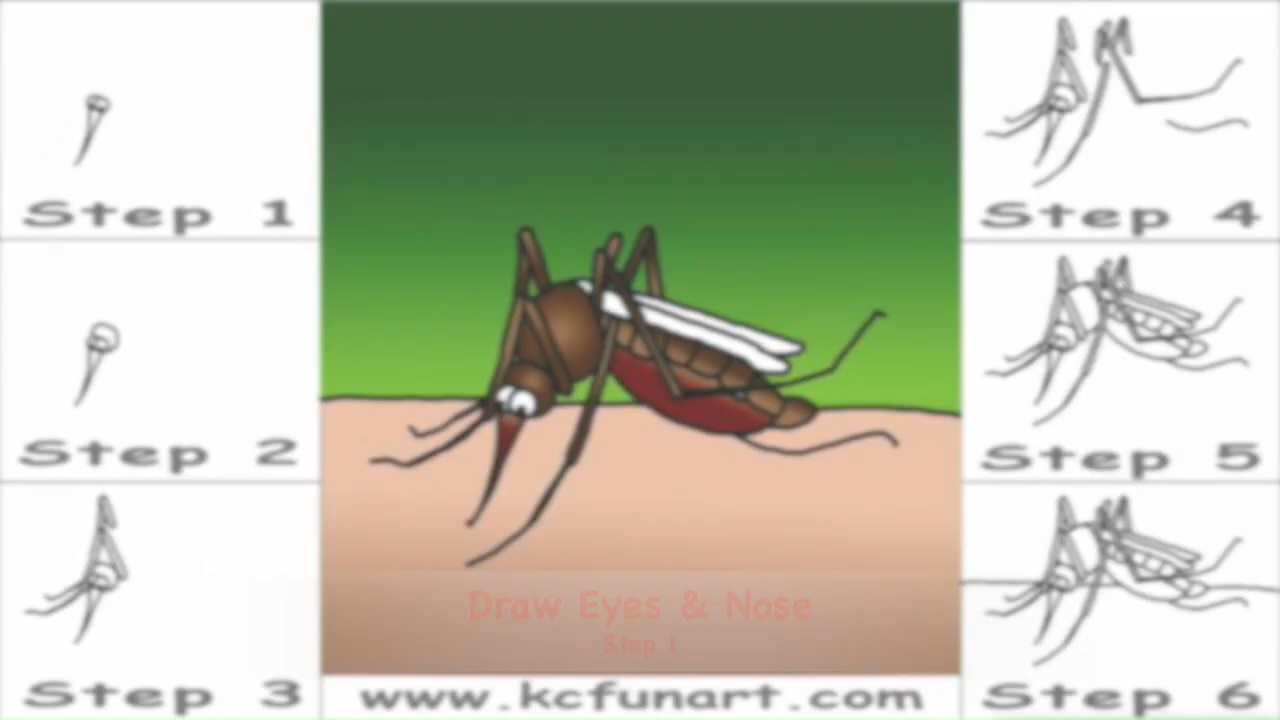 Step 1
Step 2
Step 3
Draw Eyes & Nose
Step 1
www.kcfunart.com
Step 4
Step 5
Step 6